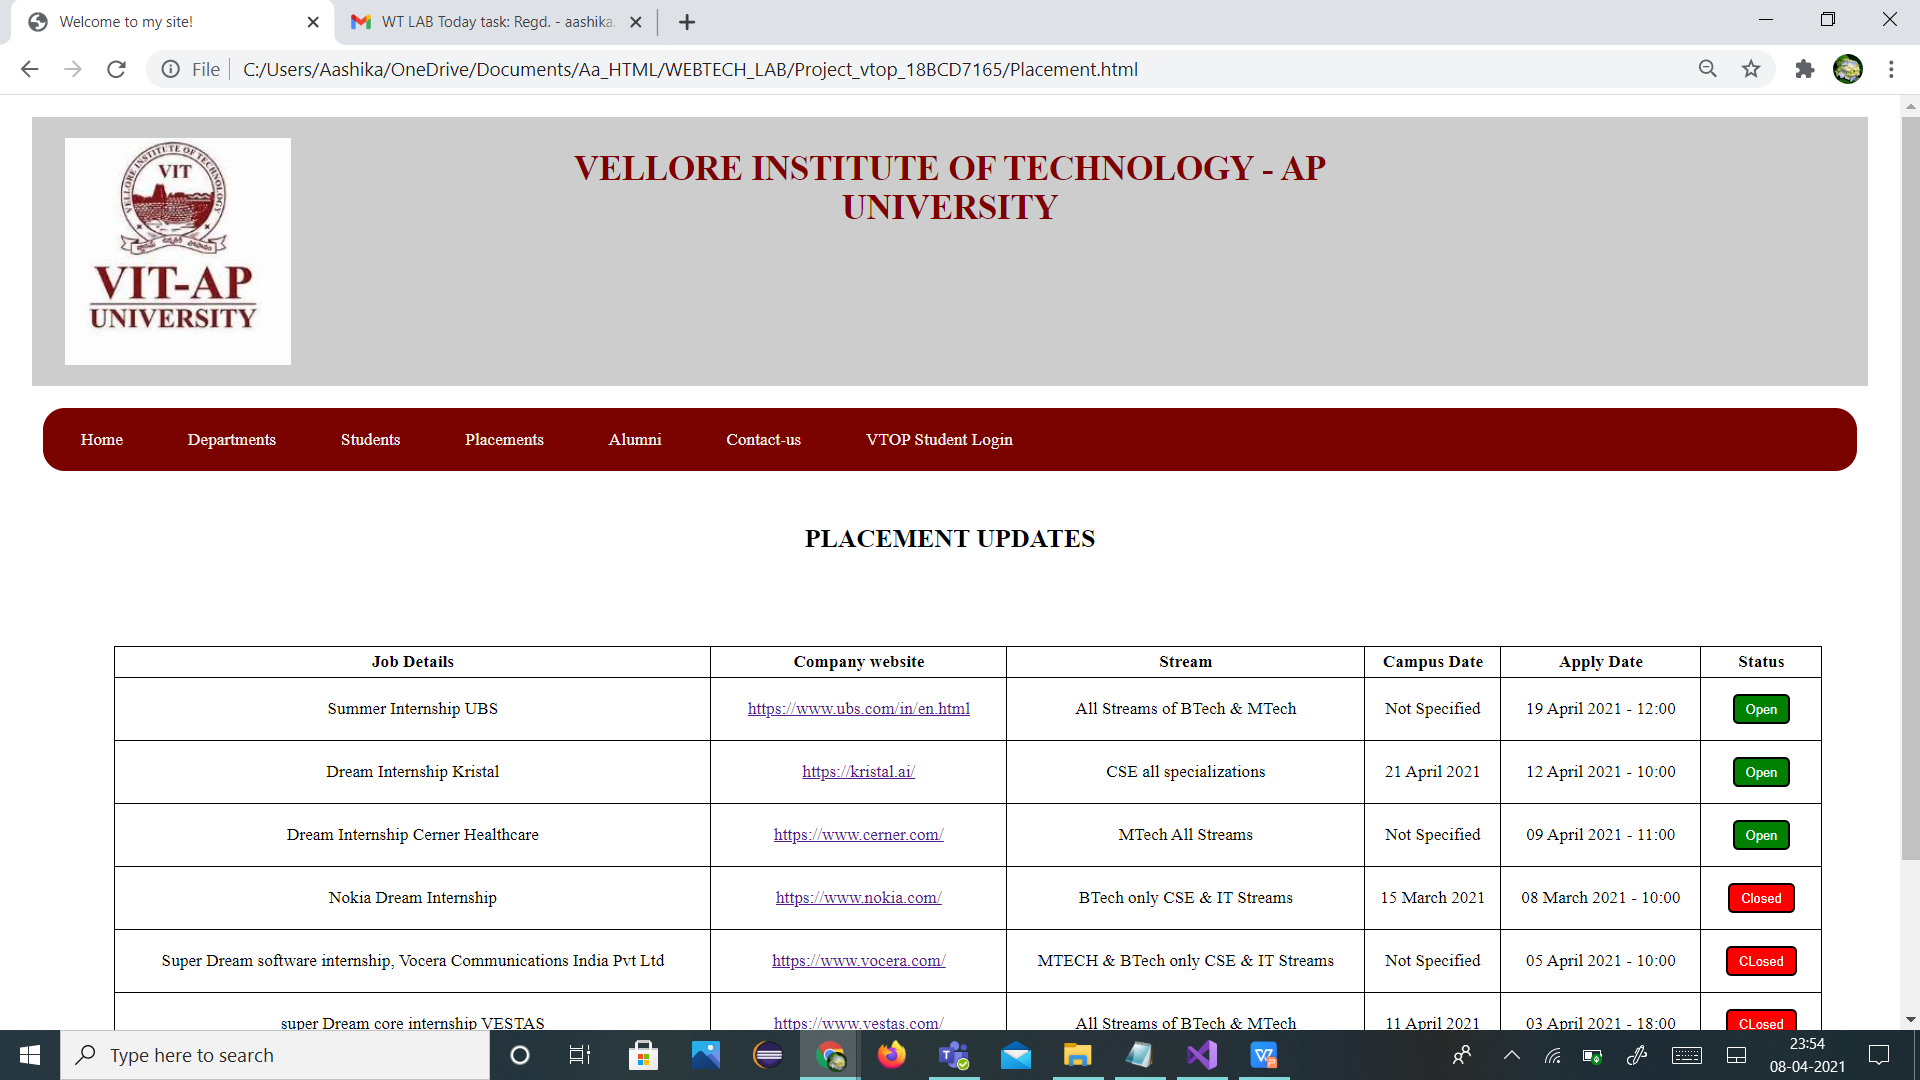 Welcome to my site!
WT LAB Today task: Regd. - aashika.
File
C:/Users/Aashika/OneDrive/Documents/Aa_HTML/WEBTECH_LAB/Project_vtop_18BCD7165/Placement.html
VELLORE INSTITUTE OF TECHNOLOGY
VIT
VIT-AP
UNIVERSITY
VELLORE INSTITUTE OF TECHNOLOGY - AP
UNIVERSITY
Home Departments Students Placements Alumni Contact-us VTOP Student Login
PLACEMENT UPDATES
Job Details Company website Stream Campus Date Apply Date Status
Summer Internship UBS https://www.ubs.com/in/en.html All Streams of BTech & MTech Not Specified 19 April 2021 - 12:00 Open
Dream Internship Kristal https://kristal.ai/ CSE all specializations 21 April 2021 12 April 2021 - 10:00 Open
Dream Internship Cerner Healthcare https://www.cerner.com/ MTech All Streams Not Specified 09 April 2021 - 11:00 Open
Nokia Dream Internship https://www.nokia.com/ BTech only CSE & IT Streams 15 March 2021 08 March 2021 - 10:00 Closed
Super Dream software internship, Vocera Communications India Pvt Ltd https://www.vocera.com/ MTECH & BTech only CSE & IT Streams Not Specified 05 April 2021 - 10:00 CLosed
super Dream core internship VESTAS https://www.vestas.com/ All Streams of BTech & MTech 11 April 2021 03 April 2021 - 18:00 CLosed
Type here to search
23:54
08-04-2021